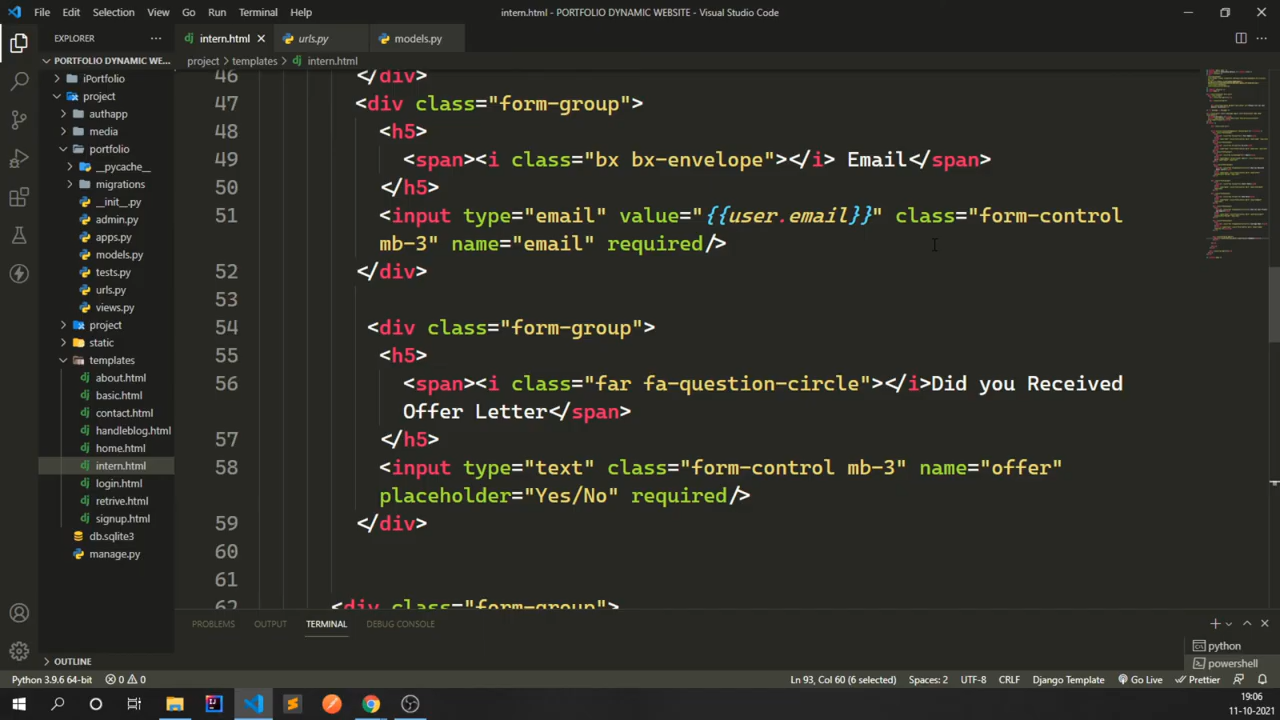 File Edit Selection View Go Run Terminal Help
intern.html - PORTFOLIO DYNAMIC WEBSITE - Visual Studio Code
EXPLORER
intern.html urls.py models.py
PORTFOLIO DYNAMIC WE...
project > templates > intern.html
iPortfolio
project
authapp
media
portfolio
__pycache__
migrations
__init__.py
admin.py
apps.py
models.py
tests.py
urls.py
views.py
project
static
templates
about.html
basic.html
contact.html
handleblog.html
home.html
intern.html
login.html
retrive.html
signup.html
db.sqlite3
manage.py
OUTLINE
46 </div>
47 <div class="form-group">
48 <h5>
49 <span><i class="bx bx-envelope"></i> Email</span>
50 </h5>
51 <input type="email" value="{{user.email}}" class="form-control
mb-3" name="email" required/>
52 </div>
53
54 <div class="form-group">
55 <h5>
56 <span><i class="far fa-question-circle"></i>Did you Received
Offer Letter</span>
57 </h5>
58 <input type="text" class="form-control mb-3" name="offer"
placeholder="Yes/No" required/>
59 </div>
60
61
62 <div class="form-group">
PROBLEMS OUTPUT TERMINAL DEBUG CONSOLE
python
powershell
Python 3.9.6 64-bit 0 0 Ln 93, Col 60 (6 selected) Spaces: 2 UTF-8 CRLF Django Template Go Live Prettier
19:06
11-10-2021